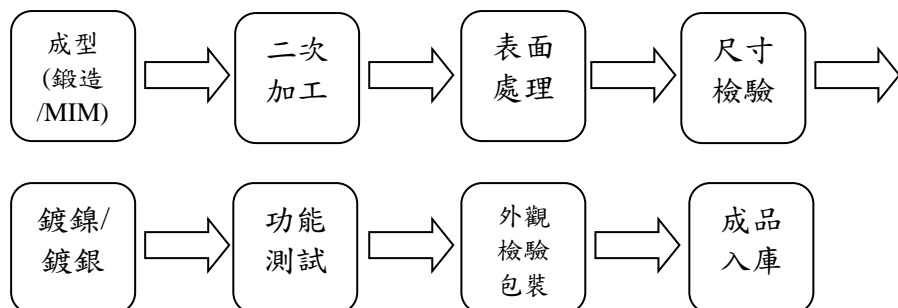 成型
(鍛造
/MIM)
二次
加工
表面
處理
尺寸
檢驗
鍍鎳/
鍍銀
功能
測試
外觀
檢驗
包裝
成品
入庫